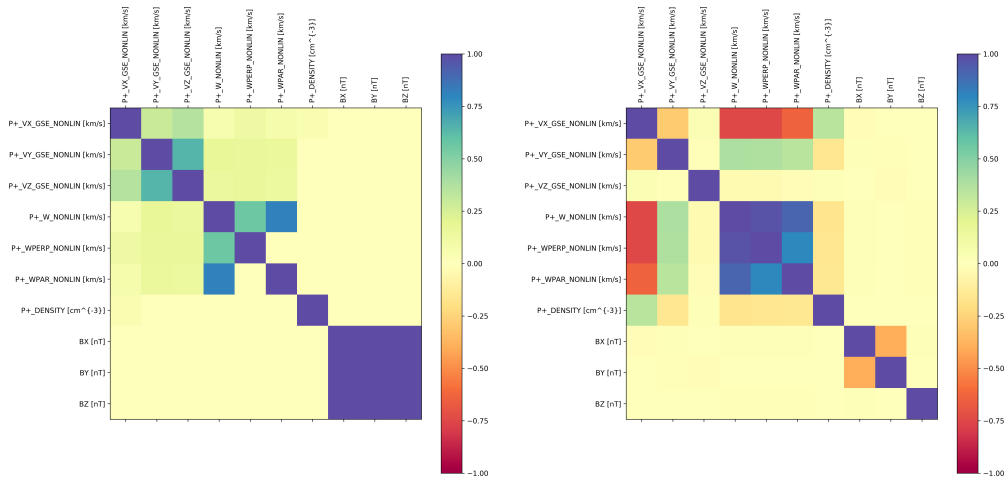 P+_VX_GSE_NONLIN [km/s]
P+_VY_GSE_NONLIN [km/s]
P+_VZ_GSE_NONLIN [km/s]
P+_W_NONLIN [km/s]
P+_WPERP_NONLIN [km/s]
P+_WPAR_NONLIN [km/s]
P+_DENSITY [cm^{-3}]
BX [nT]
BY [nT]
BZ [nT]
P+_VX_GSE_NONLIN [km/s]
P+_VY_GSE_NONLIN [km/s]
P+_VZ_GSE_NONLIN [km/s]
P+_W_NONLIN [km/s]
P+_WPERP_NONLIN [km/s]
P+_WPAR_NONLIN [km/s]
P+_DENSITY [cm^{-3}]
BX [nT]
BY [nT]
BZ [nT]
1.00
0.75
0.50
0.25
0.00
−0.25
−0.50
−0.75
−1.00
P+_VX_GSE_NONLIN [km/s]
P+_VY_GSE_NONLIN [km/s]
P+_VZ_GSE_NONLIN [km/s]
P+_W_NONLIN [km/s]
P+_WPERP_NONLIN [km/s]
P+_WPAR_NONLIN [km/s]
P+_DENSITY [cm^{-3}]
BX [nT]
BY [nT]
BZ [nT]
P+_VX_GSE_NONLIN [km/s]
P+_VY_GSE_NONLIN [km/s]
P+_VZ_GSE_NONLIN [km/s]
P+_W_NONLIN [km/s]
P+_WPERP_NONLIN [km/s]
P+_WPAR_NONLIN [km/s]
P+_DENSITY [cm^{-3}]
BX [nT]
BY [nT]
BZ [nT]
1.00
0.75
0.50
0.25
0.00
−0.25
−0.50
−0.75
−1.00